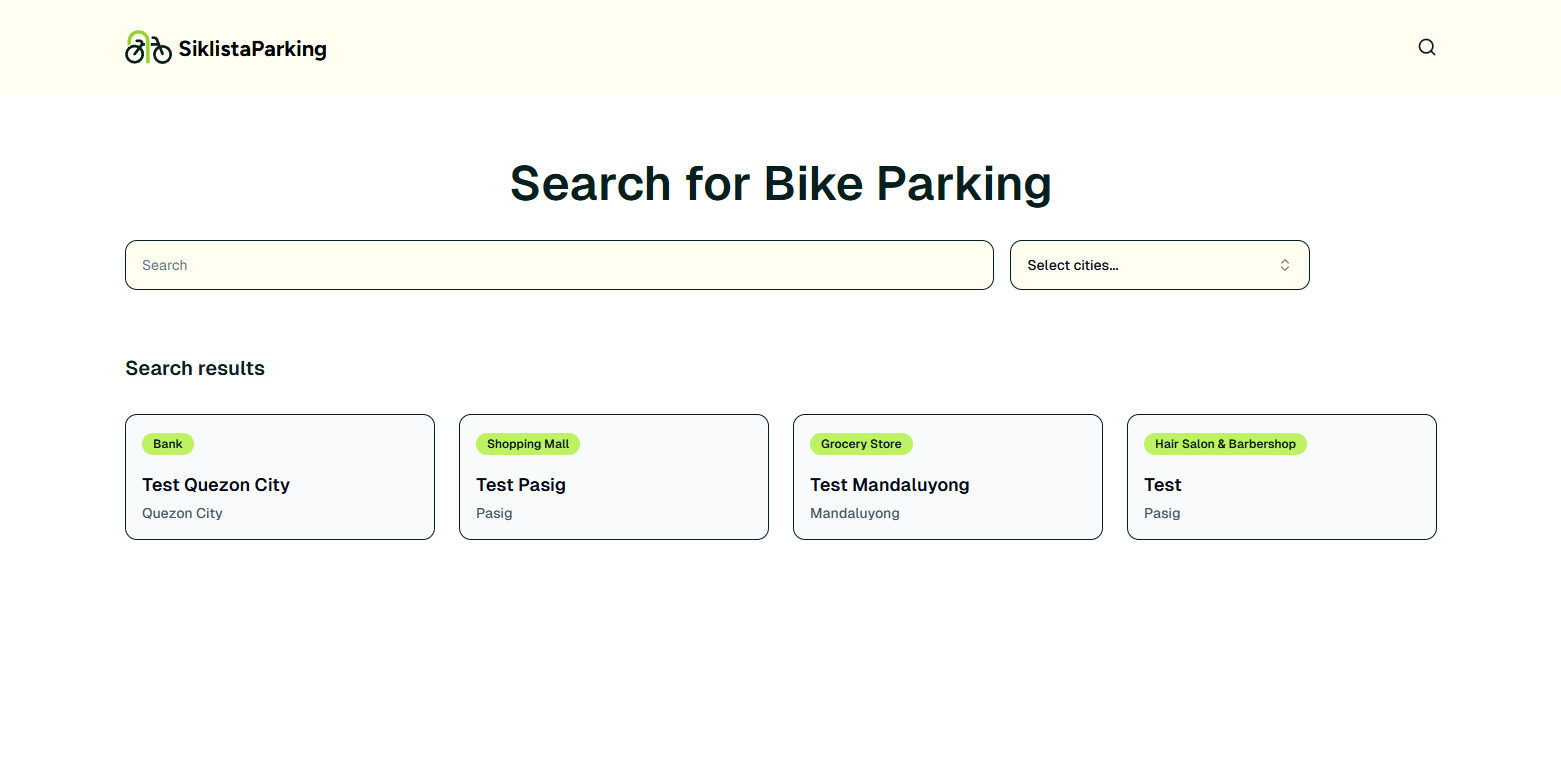 SiklistaParking
Search for Bike Parking
Search
Select cities...
Search results
Bank
Test Quezon City
Quezon City
Shopping Mall
Test Pasig
Pasig
Grocery Store
Test Mandaluyong
Mandaluyong
Hair Salon & Barbershop
Test
Pasig